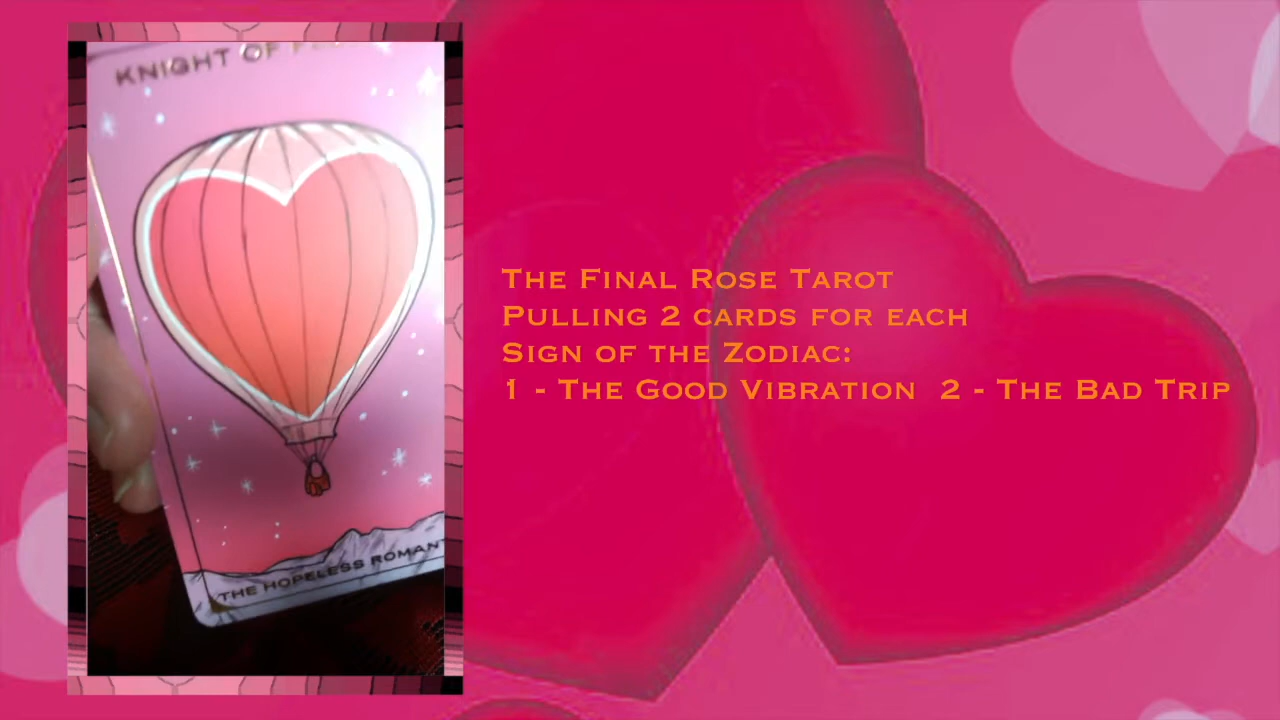 KNIGHT OF
THE HOPELESS ROMANT
The Final Rose Tarot
Pulling 2 cards for each
Sign of the Zodiac:
1 - The Good Vibration 2 - The Bad Trip